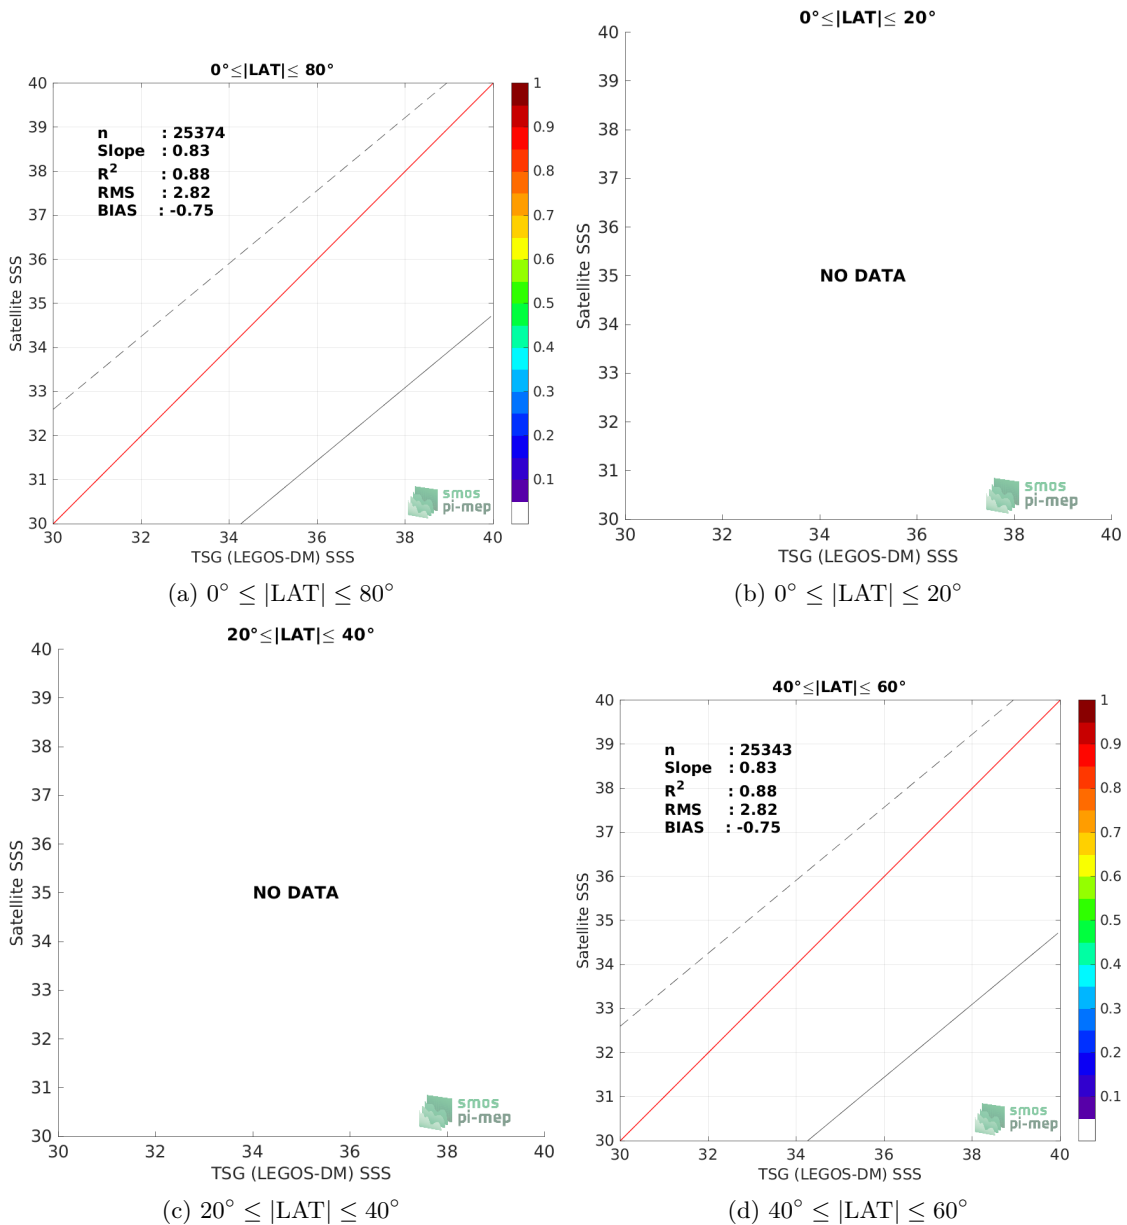 0°≤|LAT|≤ 80°
40
39
38
37
36
35
34
33
32
31
30
30
32
34
36
38
40
Satellite SSS
TSG (LEGOS-DM) SSS
n : 25374
Slope : 0.83
R² : 0.88
RMS : 2.82
BIAS : -0.75
1
0.9
0.8
0.7
0.6
0.5
0.4
0.3
0.2
0.1
smos
pi-mep
(a) 0° ≤ |LAT| ≤ 80°
0°≤|LAT|≤ 20°
40
39
38
37
36
35
34
33
32
31
30
30
32
34
36
38
40
Satellite SSS
TSG (LEGOS-DM) SSS
NO DATA
smos
pi-mep
(b) 0° ≤ |LAT| ≤ 20°
20°≤|LAT|≤ 40°
40
39
38
37
36
35
34
33
32
31
30
30
32
34
36
38
40
Satellite SSS
TSG (LEGOS-DM) SSS
NO DATA
smos
pi-mep
(c) 20° ≤ |LAT| ≤ 40°
40°≤|LAT|≤ 60°
40
39
38
37
36
35
34
33
32
31
30
30
32
34
36
38
40
Satellite SSS
TSG (LEGOS-DM) SSS
n : 25343
Slope : 0.83
R² : 0.88
RMS : 2.82
BIAS : -0.75
1
0.9
0.8
0.7
0.6
0.5
0.4
0.3
0.2
0.1
smos
pi-mep
(d) 40° ≤ |LAT| ≤ 60°